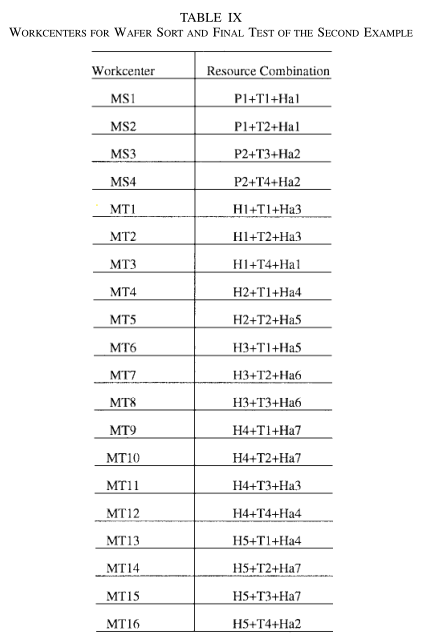 TABLE IX
WORKCENTERS FOR WAFER SORT AND FINAL TEST OF THE SECOND EXAMPLE
Workcenter Resource Combination
MS1 P1+T1+Ha1
MS2 P1+T2+Ha1
MS3 P2+T3+Ha2
MS4 P2+T4+Ha2
MT1 H1+T1+Ha3
MT2 H1+T2+Ha3
MT3 H1+T4+Ha1
MT4 H2+T1+Ha4
MT5 H2+T2+Ha5
MT6 H3+T1+Ha5
MT7 H3+T2+Ha6
MT8 H3+T3+Ha6
MT9 H4+T1+Ha7
MT10 H4+T2+Ha7
MT11 H4+T3+Ha3
MT12 H4+T4+Ha4
MT13 H5+T1+Ha4
MT14 H5+T2+Ha7
MT15 H5+T3+Ha7
MT16 H5+T4+Ha2